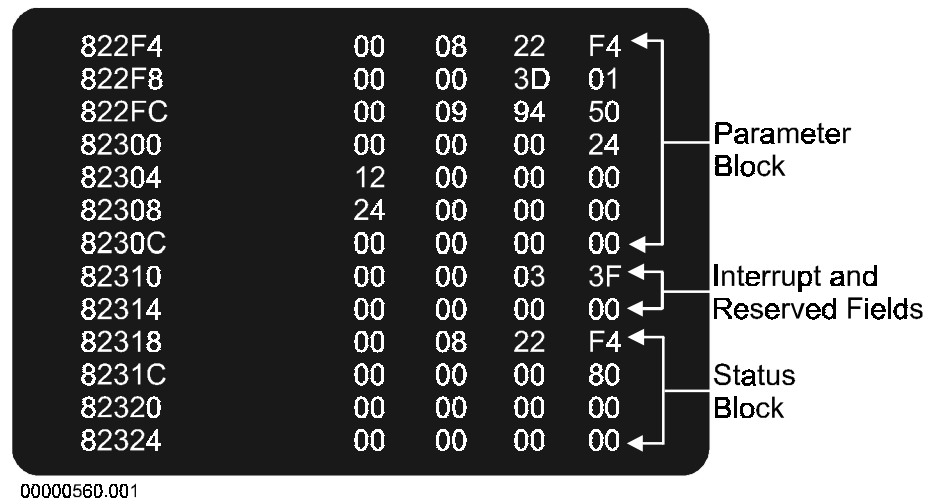 822F4 00 08 22 F4
822F8 00 00 3D 01
822FC 00 09 94 50
82300 00 00 00 24
82304 12 00 00 00
82308 24 00 00 00
8230C 00 00 00 00
82310 00 00 03 3F
82314 00 00 00 00
82318 00 08 22 F4
8231C 00 00 00 80
82320 00 00 00 00
82324 00 00 00 00
Parameter
Block
Interrupt and
Reserved Fields
Status
Block
00000560.001